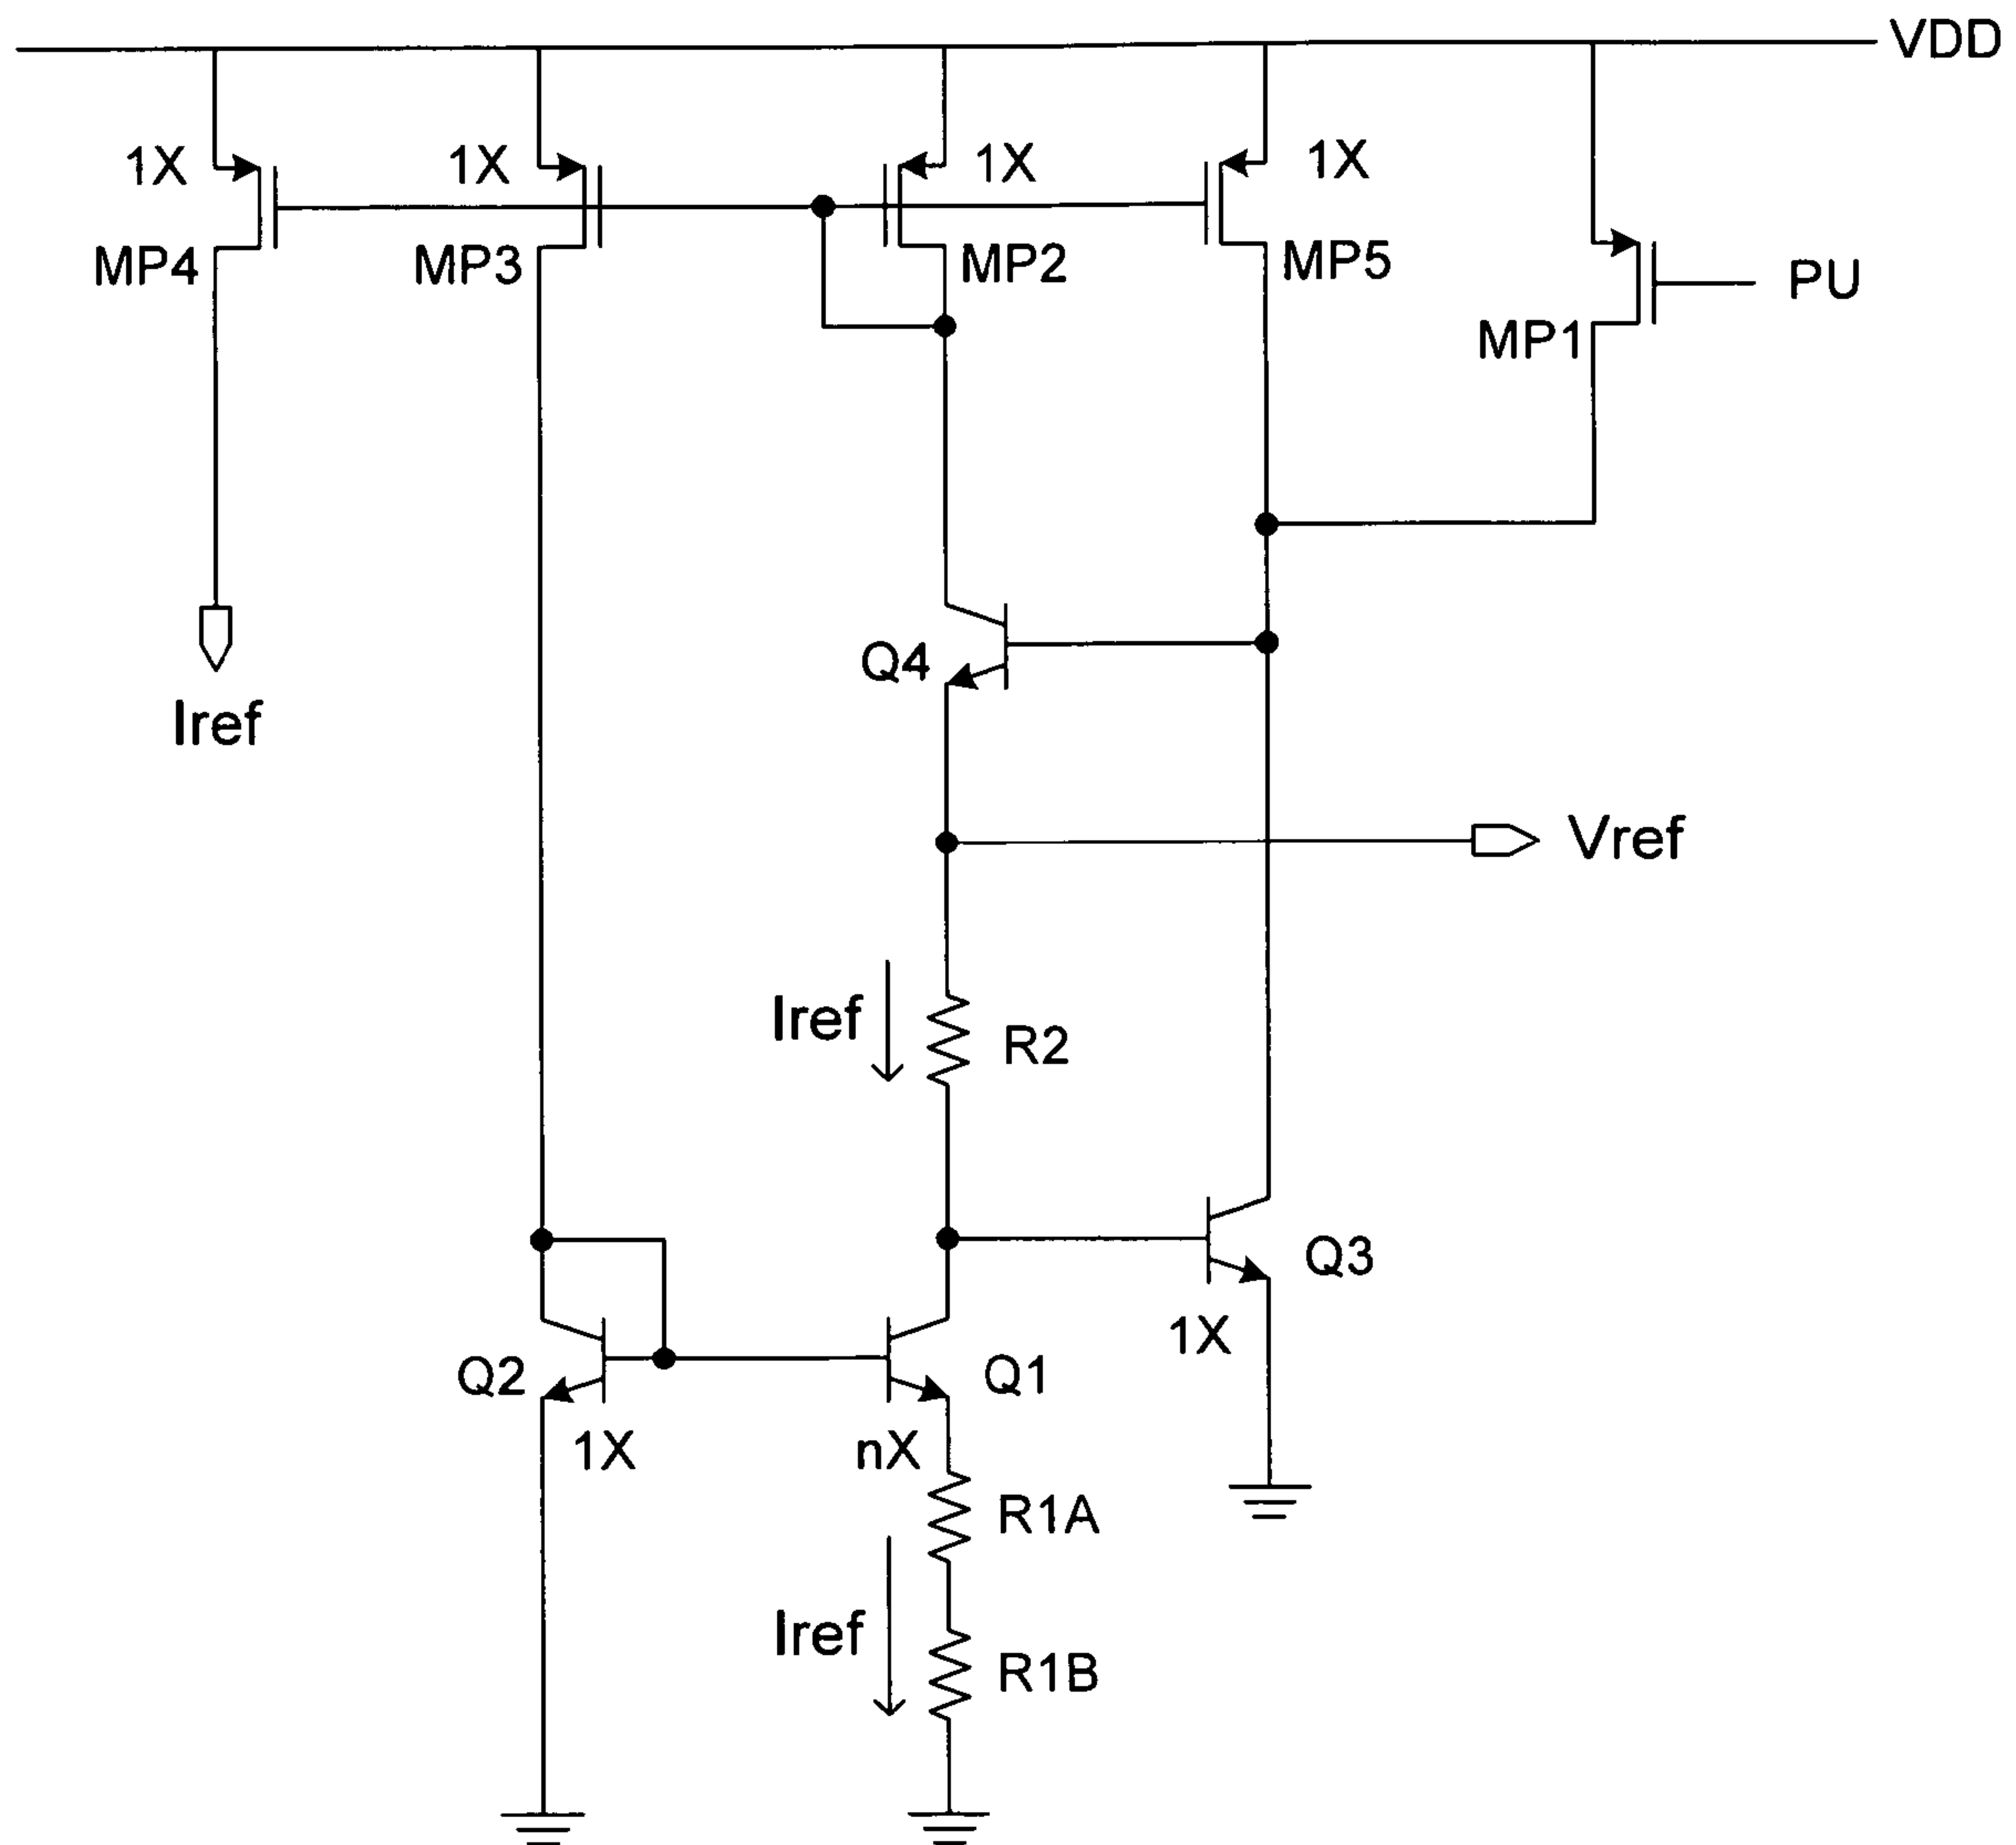 VDD
1X
1X
1X
1X
MP4
MP3
MP2
MP5
PU
MP1
Q4
Iref
Vref
Iref
R2
Q3
1X
Q2
Q1
1X
nX
R1A
Iref
R1B